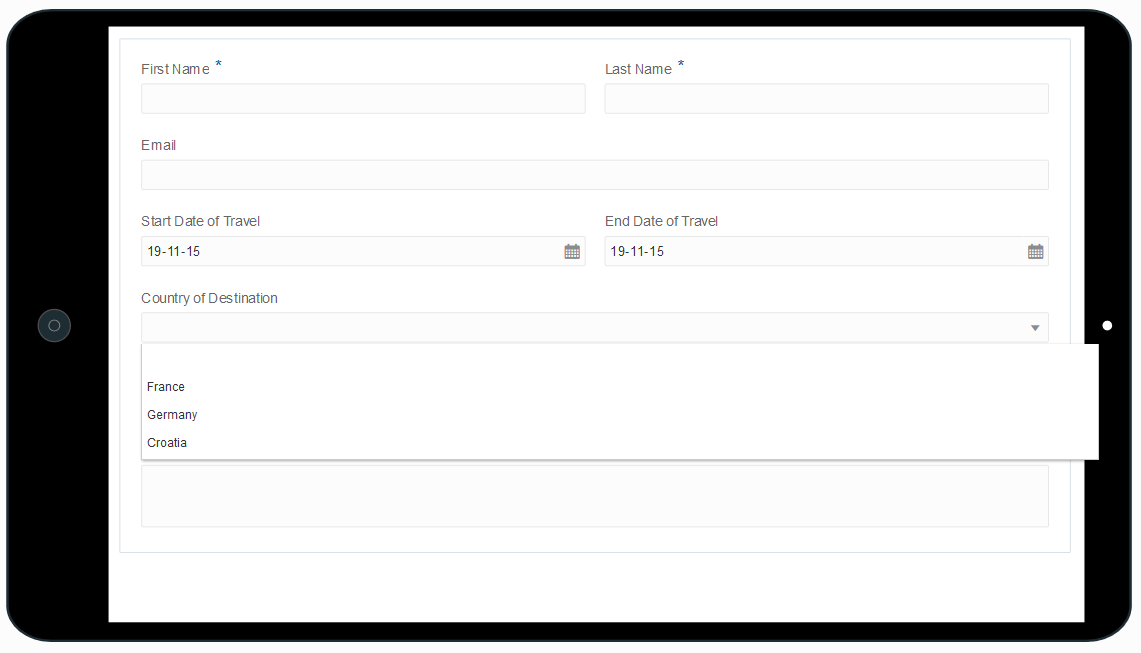 First Name *
Last Name *
Email
Start Date of Travel
End Date of Travel
19-11-15
19-11-15
Country of Destination
France
Germany
Croatia